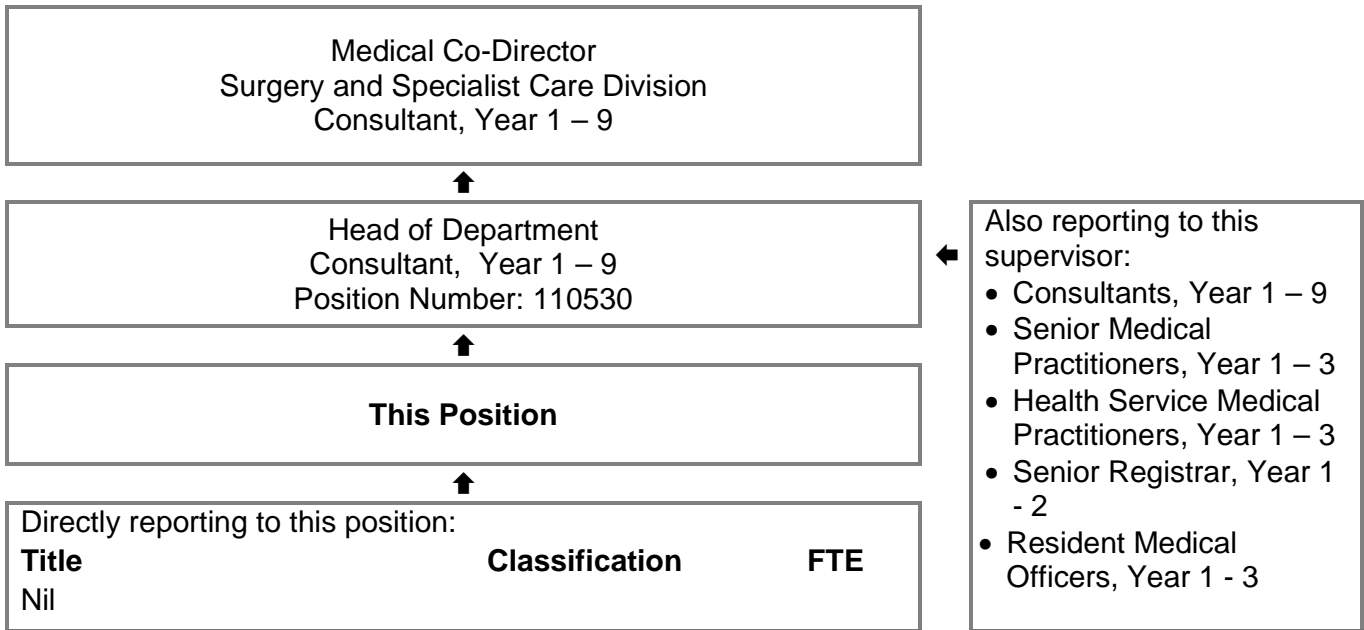 Medical Co-Director
Surgery and Specialist Care Division
Consultant, Year 1 – 9
Head of Department
Consultant, Year 1 – 9
Position Number: 110530
Also reporting to this
supervisor:
• Consultants, Year 1 – 9
• Senior Medical
Practitioners, Year 1 – 3
• Health Service Medical
Practitioners, Year 1 – 3
• Senior Registrar, Year 1
- 2
• Resident Medical
Officers, Year 1 - 3
This Position
Directly reporting to this position:
Title Classification FTE
Nil